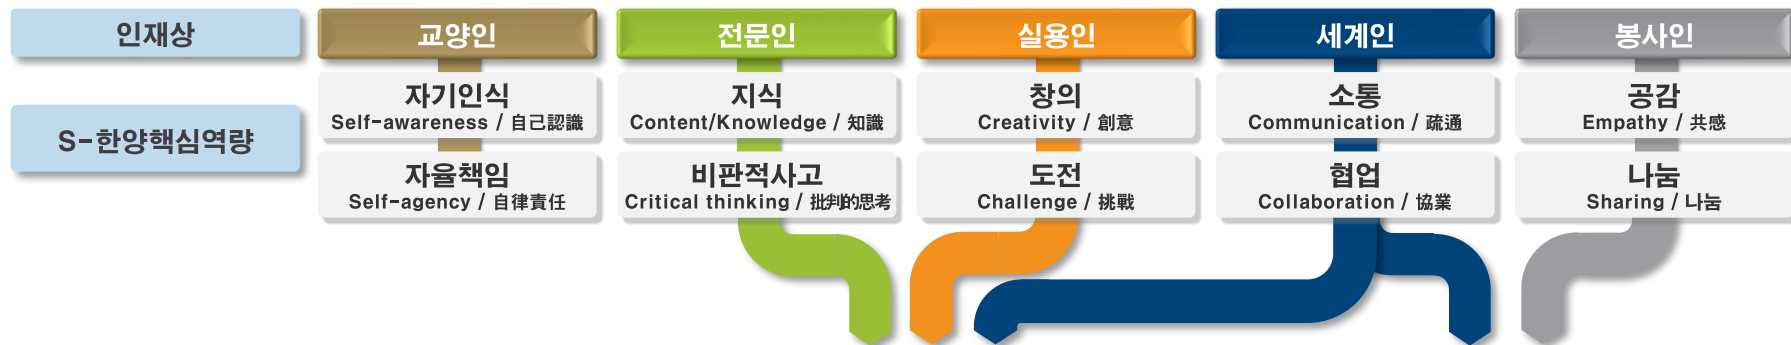 인재상
교양인
전문인
실용인
세계인
봉사인
S-한양핵심역량
자기인식
Self-awareness / 自己認識
지식
Content/Knowledge / 知識
창의
Creativity / 創意
소통
Communication / 疏通
공감
Empathy / 共感
자율책임
Self-agency / 自律責任
비판적사고
Critical thinking / 批判的思考
도전
Challenge / 挑戰
협업
Collaboration / 協業
나눔
Sharing / 나눔